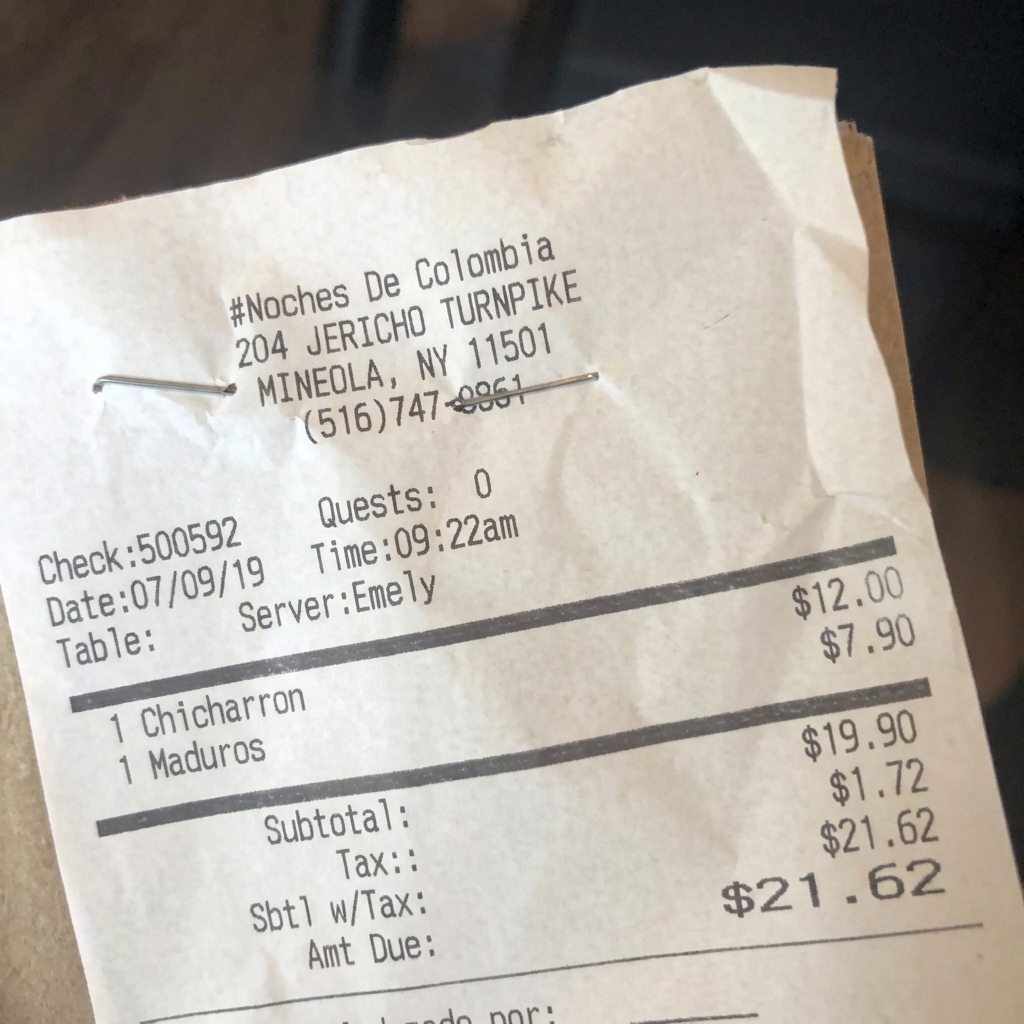 #Noches De Colombia
204 JERICHO TURNPIKE
MINEOLA, NY 11501
(516)747-
Check:500592 Quests: 0
Date:07/09/19 Time:09:22am
Table: Server:Emely
1 Chicharron $12.00
1 Maduros $7.90
Subtotal: $19.90
Tax:: $1.72
Sbtl w/Tax: $21.62
Amt Due: $21.62
por: